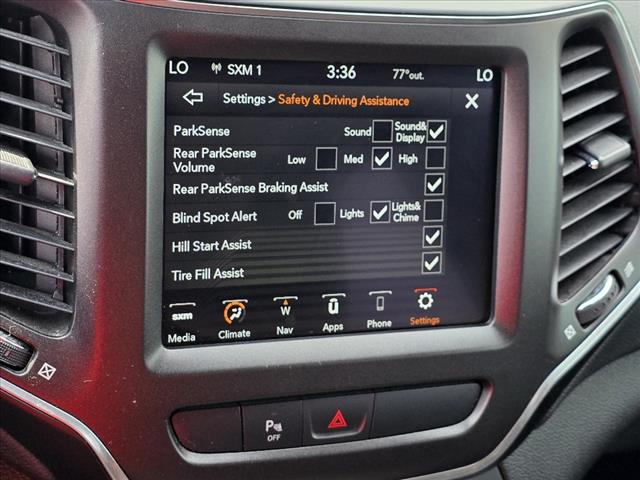 LO SXM 1 3:36 77°out. LO
Settings > Safety & Driving Assistance
ParkSense Sound Sound& Display
Rear ParkSense Volume Low Med High
Rear ParkSense Braking Assist
Blind Spot Alert Off Lights Lights& Chime
Hill Start Assist
Tire Fill Assist
sxm W u
Media Climate Nav Apps Phone Settings
P OFF